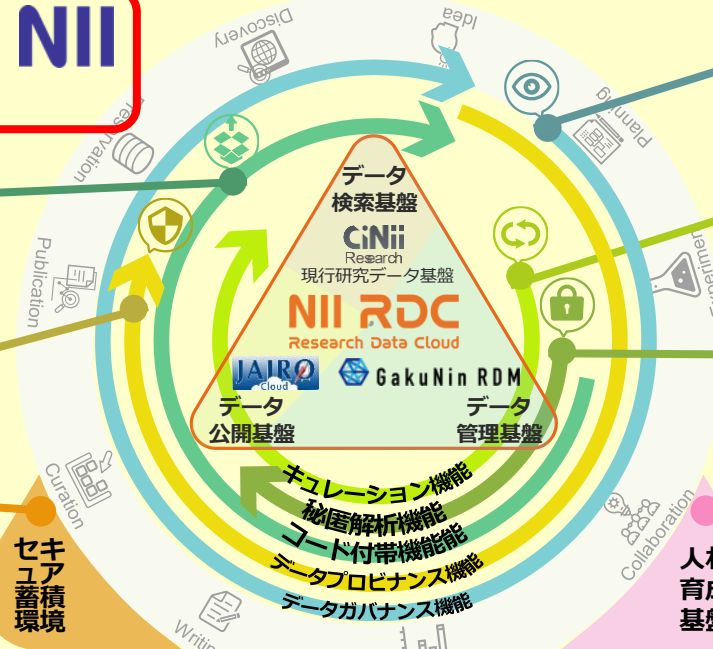 NII
Discovery
Idea
Planning
Preservation
データ
検索基盤
CiNii
Research
現行研究データ基盤
Publication
NII RDC
Research Data Cloud
JAIRO
Cloud
GakuNin RDM
データ
公開基盤
データ
管理基盤
キュレーション機能
秘匿解析機能
コード付帯機能能
データプロビナンス機能
データガバナンス機能
Curation
Collaboration
セキ
ュア
蓄積
環境
育成